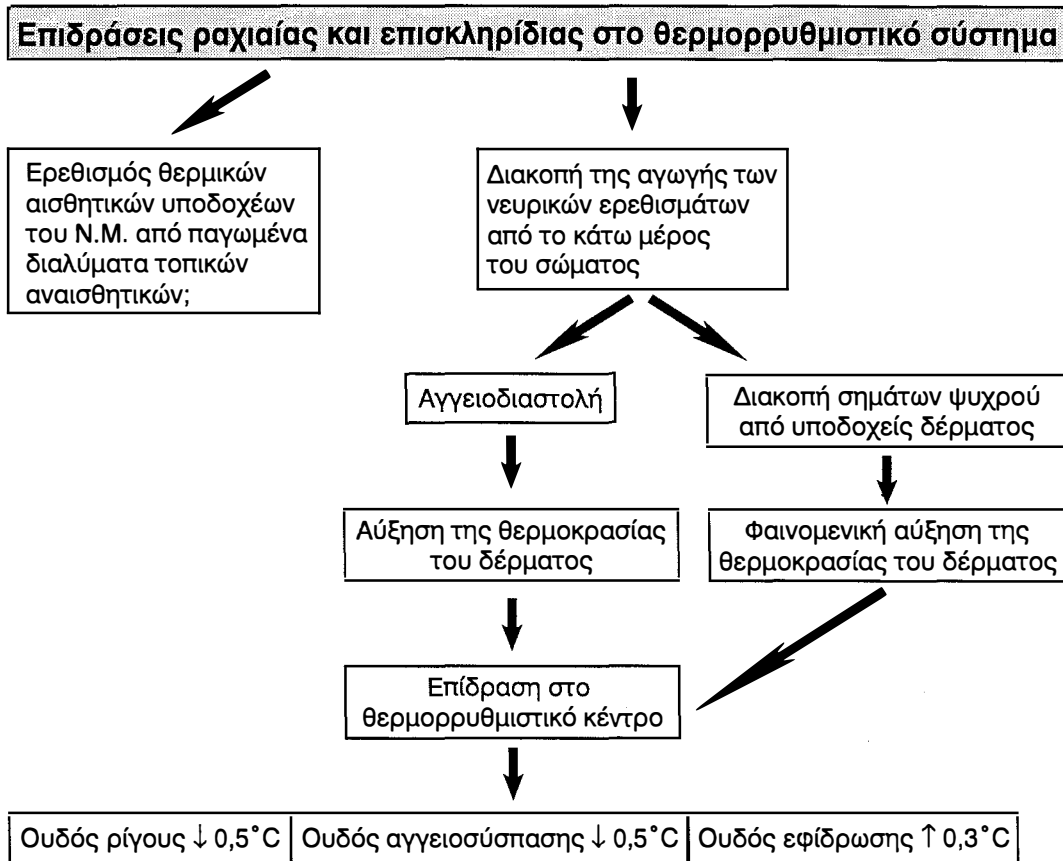 Επιδράσεις ραχιαίας και επισκληρίδιας στο θερμορρυθμιστικό σύστημα
Ερεθισμός θερμικών
αισθητικών υποδοχέων
του Ν.Μ. από παγωμένα
διαλύματα τοπικών
αναισθητικών;
Διακοπή της αγωγής των
νευρικών ερεθισμάτων
από το κάτω μέρος
του σώματος
Αγγειοδιαστολή
Διακοπή σημάτων ψυχρού
από υποδοχείς δέρματος
Αύξηση της θερμοκρασίας
του δέρματος
Φαινομενική αύξηση της
θερμοκρασίας του δέρματος
Επίδραση στο
θερμορρυθμιστικό κέντρο
Ουδός ρίγους ↓ 0,5°C
Ουδός αγγειοσύσπασης ↓ 0,5°C
Ουδός εφίδρωσης ↑ 0,3°C